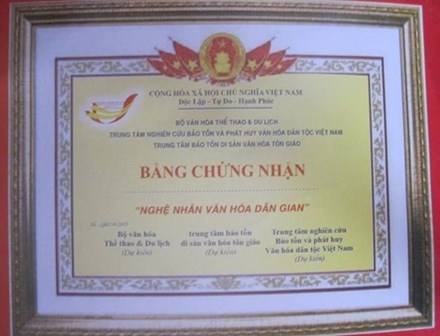 CỘNG HÒA XÃ HỘI CHỦ NGHĨA VIỆT NAM
Độc Lập - Tự Do - Hạnh Phúc
BỘ VĂN HÓA THỂ THAO & DU LỊCH
TRUNG TÂM NGHIÊN CỨU BẢO TỒN VÀ PHÁT HUY VĂN HÓA DÂN TỘC VIỆT NAM
TRUNG TÂM BẢO TỒN DI SẢN VĂN HÓA TÔN GIÁO
BẰNG CHỨNG NHẬN
"NGHỆ NHÂN VĂN HÓA DÂN GIAN"
Bộ văn hóa
Thể thao & Du lịch
(Dự kiến)
trung tâm bảo tồn
di sản văn hóa tôn giáo
(Dự kiến)
Trung tâm nghiên cứu
Bảo tồn và phát huy
Văn hóa dân tộc Việt Nam
(Dự kiến)